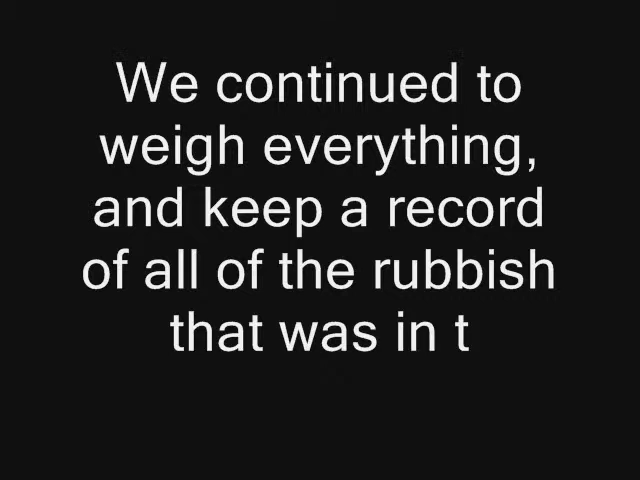 We continued to
weigh everything,
and keep a record
of all of the rubbish
that was in t